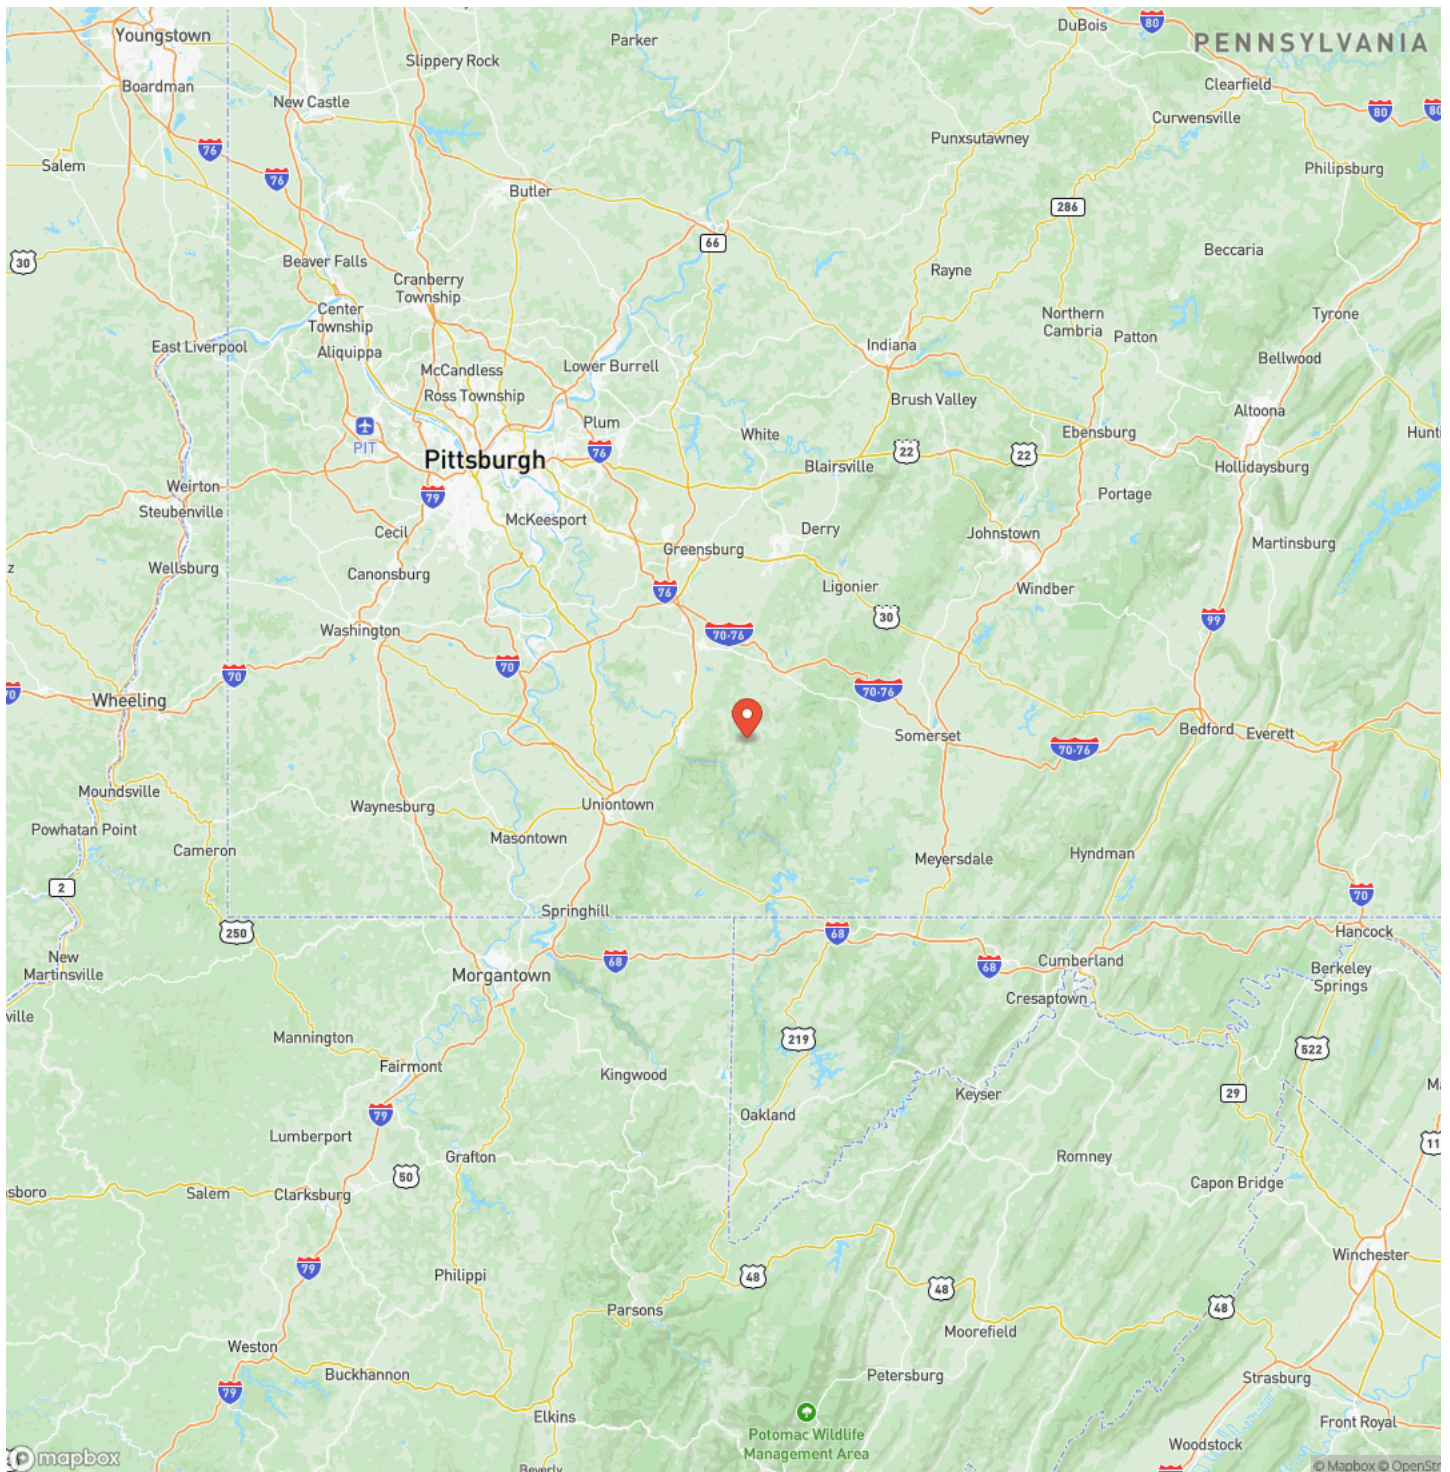 Youngstown
Parker
DuBois
80
PENNSYLVANIA
Slippery Rock
Boardman
New Castle
Clearfield
80
80
Curwensville
76
Punxsutawney
Salem
76
Philipsburg
Butler
286
66
30
Beaver Falls
Beccaria
Cranberry
Township
Rayne
Center
Township
Northern
Cambria
Tyrone
East Liverpool
Aliquippa
Indiana
Patton
Bellwood
McCandless
Lower Burrell
Ross Township
Brush Valley
Altoona
PIT
Plum
White
Ebensburg
Hunti
76
22
22
Pittsburgh
Blairsville
Hollidaysburg
Weirton
79
Portage
Steubenville
McKeesport
Cecil
Derry
Johnstown
Martinsburg
Greensburg
z
Wellsburg
Canonsburg
Ligonier
Windber
76
30
99
Washington
70-76
70
70
70
Wheeling
70-76
Bedford
Everett
Somerset
70-76
Moundsville
Waynesburg
Uniontown
Powhatan Point
Masontown
Cameron
Meyersdale
Hyndman
2
70
Springhill
250
68
Hancock
New
Martinsville
68
68
Cumberland
Morgantown
Berkeley
Springs
Cresaptown
ville
Mannington
219
522
Fairmont
Kingwood
Ma
Keyser
29
79
Oakland
Lumberport
11
Grafton
Romney
50
nsboro
Salem
Clarksburg
Capon Bridge
Winchester
79
Philippi
48
48
48
Parsons
Moorefield
Weston
Buckhannon
Petersburg
Strasburg
79
Elkins
Front Royal
Potomac Wildlife
Management Area
Woodstock
mapbox
Beverly
© Mapbox © OpenStr